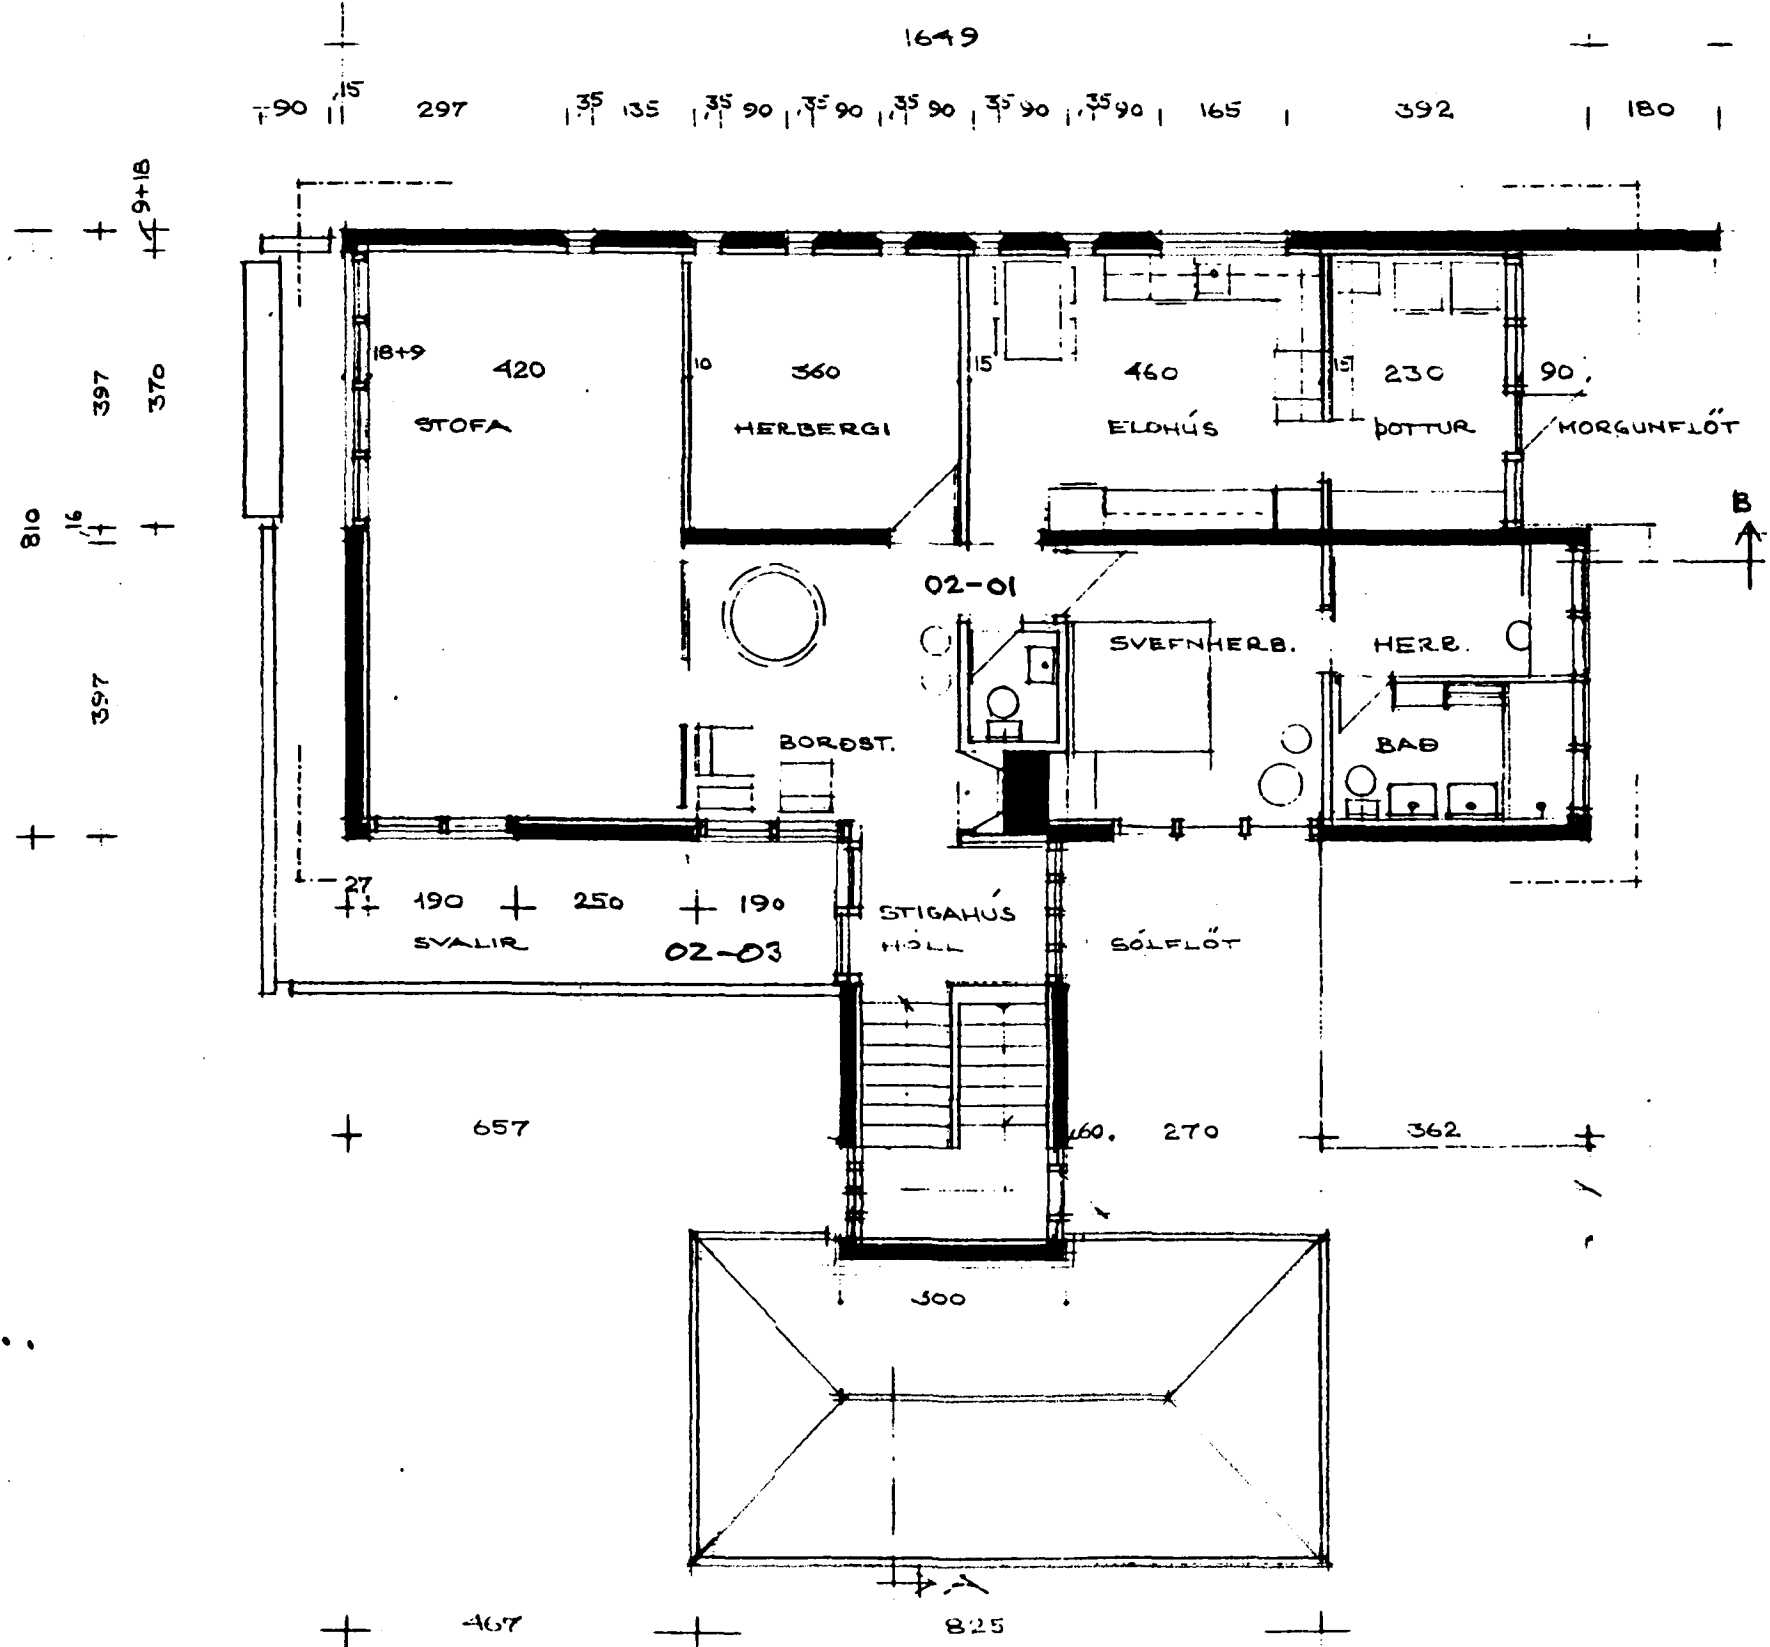 1649
90 15 297 35 135 35 90 35 90 35 90 35 90 35 90 165 392 180
9+18
18+9
420 10 360 15 460 15 230 90
397 370
STOFA HERBERGI ELDHÚS ÞOTTUR MORGUNFLÖT
B
810 16
02-01
SVEFNHERB. HERB.
397
BORÐST. BAÐ
27
190 250 190 STIGAHÚS
SVALIR 02-03 HOLL SÓLFLÖT
657 60 270 362
300
A
467 825